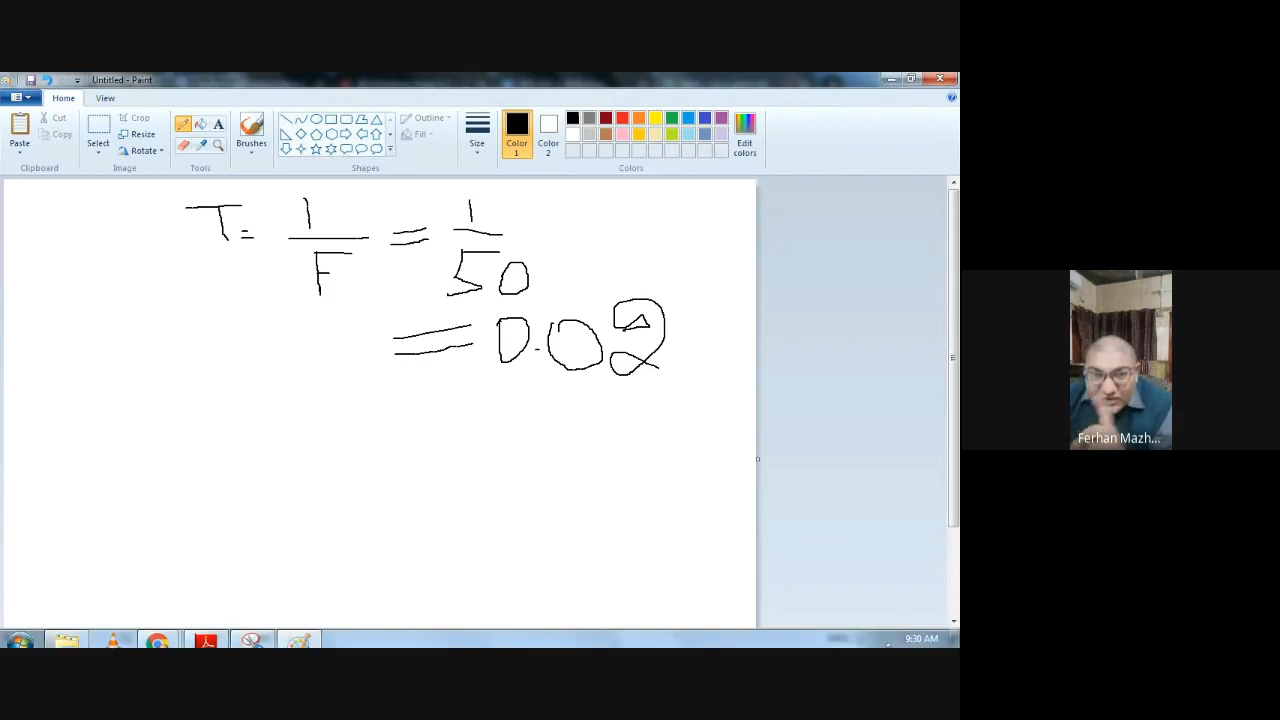 Untitled - Paint
Home View
Cut
Copy
Paste
Clipboard
Crop
Resize
Rotate
Select
Image
A
Tools
Brushes
Outline
Fill
Shapes
Size
Color 1
Color 2
Edit colors
Colors
T = 1/F = 1/50
= 0.02
Ferhan Mazh...
9:30 AM